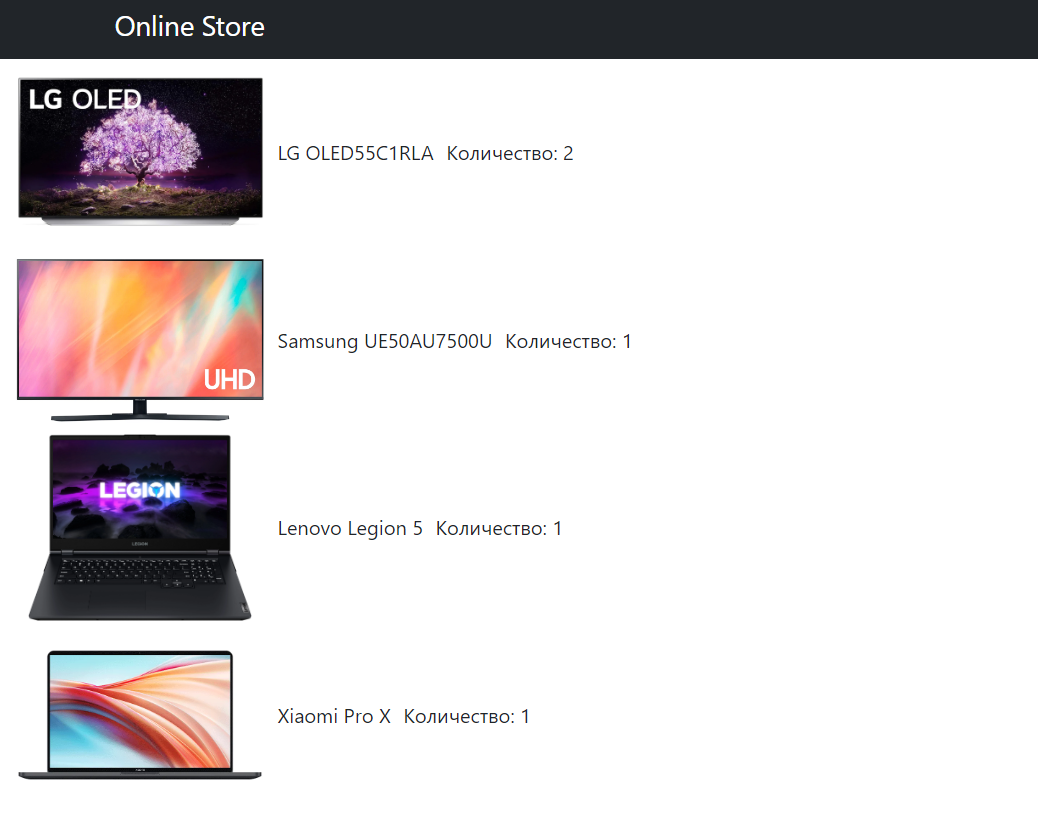 Online Store
LG OLED
LG OLED55C1RLA Количество: 2
UHD
Samsung UE50AU7500U Количество: 1
LEGION
LEGION
Lenovo Legion 5 Количество: 1
Xiaomi Pro X Количество: 1